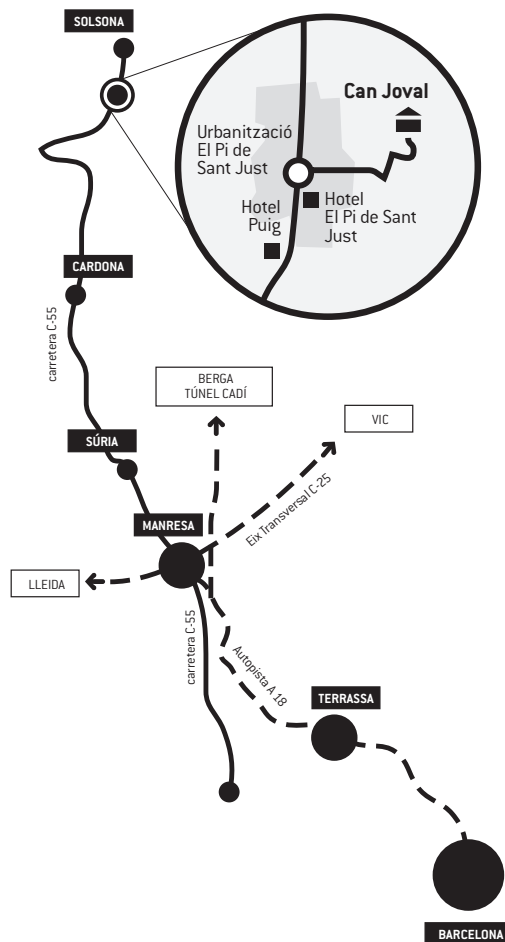 SOLSONA
Can Joval
Urbanització
El Pi de
Sant Just
Hotel
El Pi de Sant
Just
Hotel
Puig
CARDONA
carretera C-55
BERGA
TÚNEL CADÍ
VIC
SÚRIA
Eix Transversal C-25
MANRESA
LLEIDA
carretera C-55
Autopista A 18
TERRASSA
BARCELONA